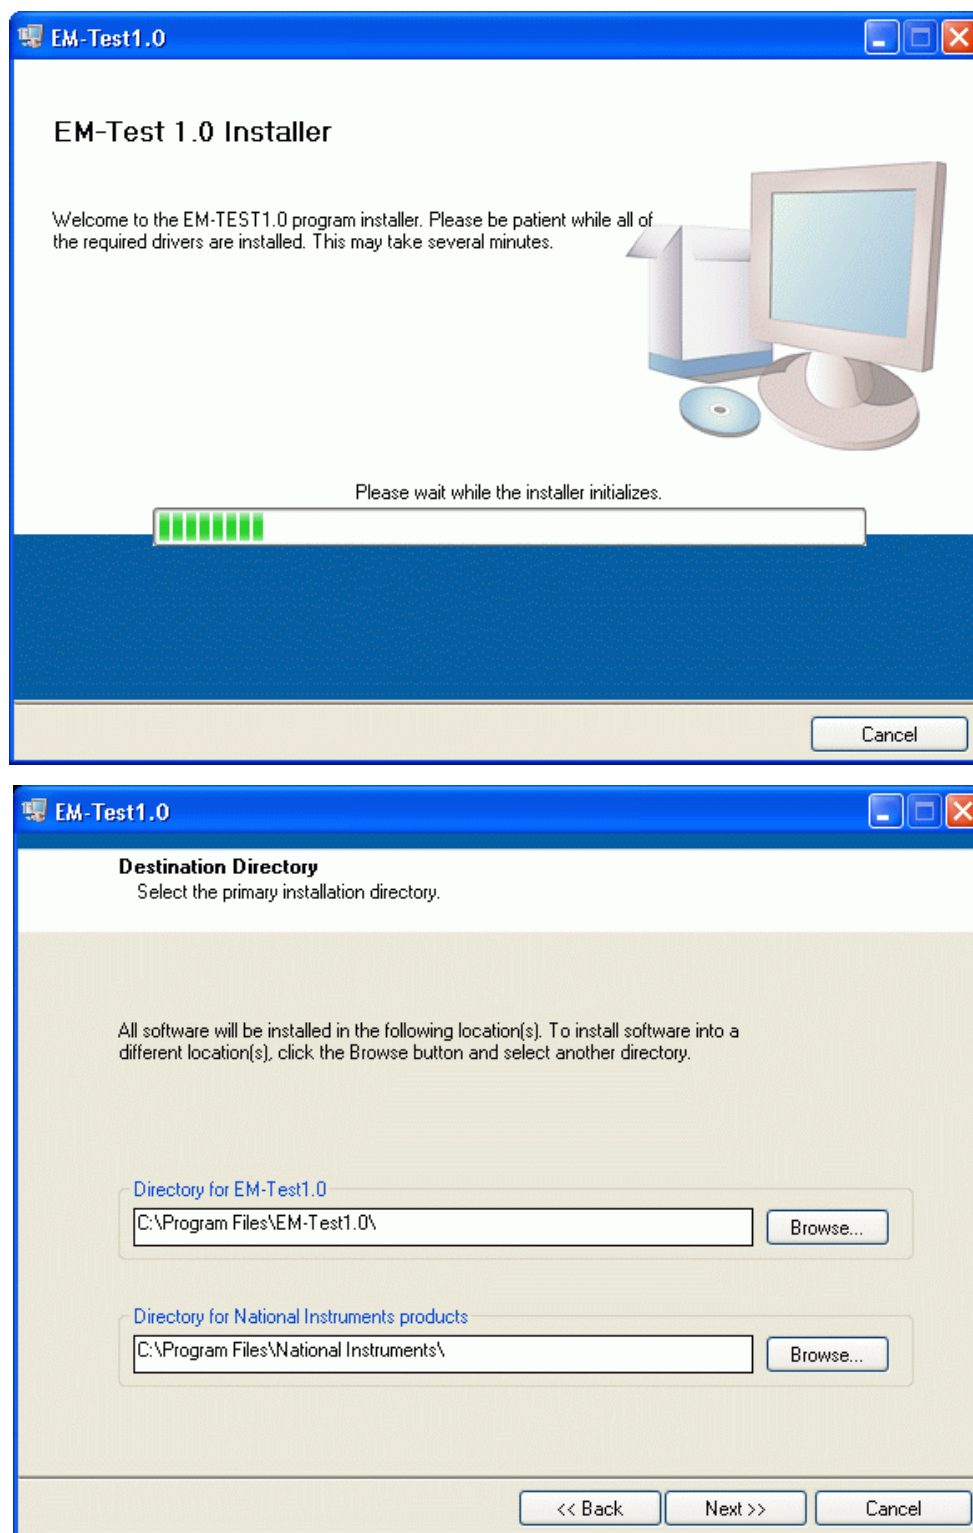 EM-Test1.0
EM-Test 1.0 Installer
Welcome to the EM-TEST1.0 program installer. Please be patient while all of
the required drivers are installed. This may take several minutes.
Please wait while the installer initializes.
Cancel
EM-Test1.0
Destination Directory
Select the primary installation directory.
All software will be installed in the following location(s). To install software into a
different location(s), click the Browse button and select another directory.
Directory for EM-Test1.0
C:\Program Files\EM-Test1.0\
Browse...
Directory for National Instruments products
C:\Program Files\National Instruments\
Browse...
<< Back
Next >>
Cancel